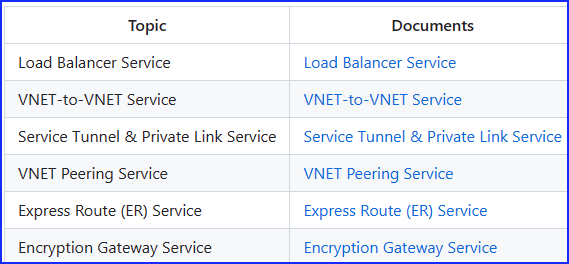 Topic Documents
Load Balancer Service Load Balancer Service
VNET-to-VNET Service VNET-to-VNET Service
Service Tunnel & Private Link Service Service Tunnel & Private Link Service
VNET Peering Service VNET Peering Service
Express Route (ER) Service Express Route (ER) Service
Encryption Gateway Service Encryption Gateway Service